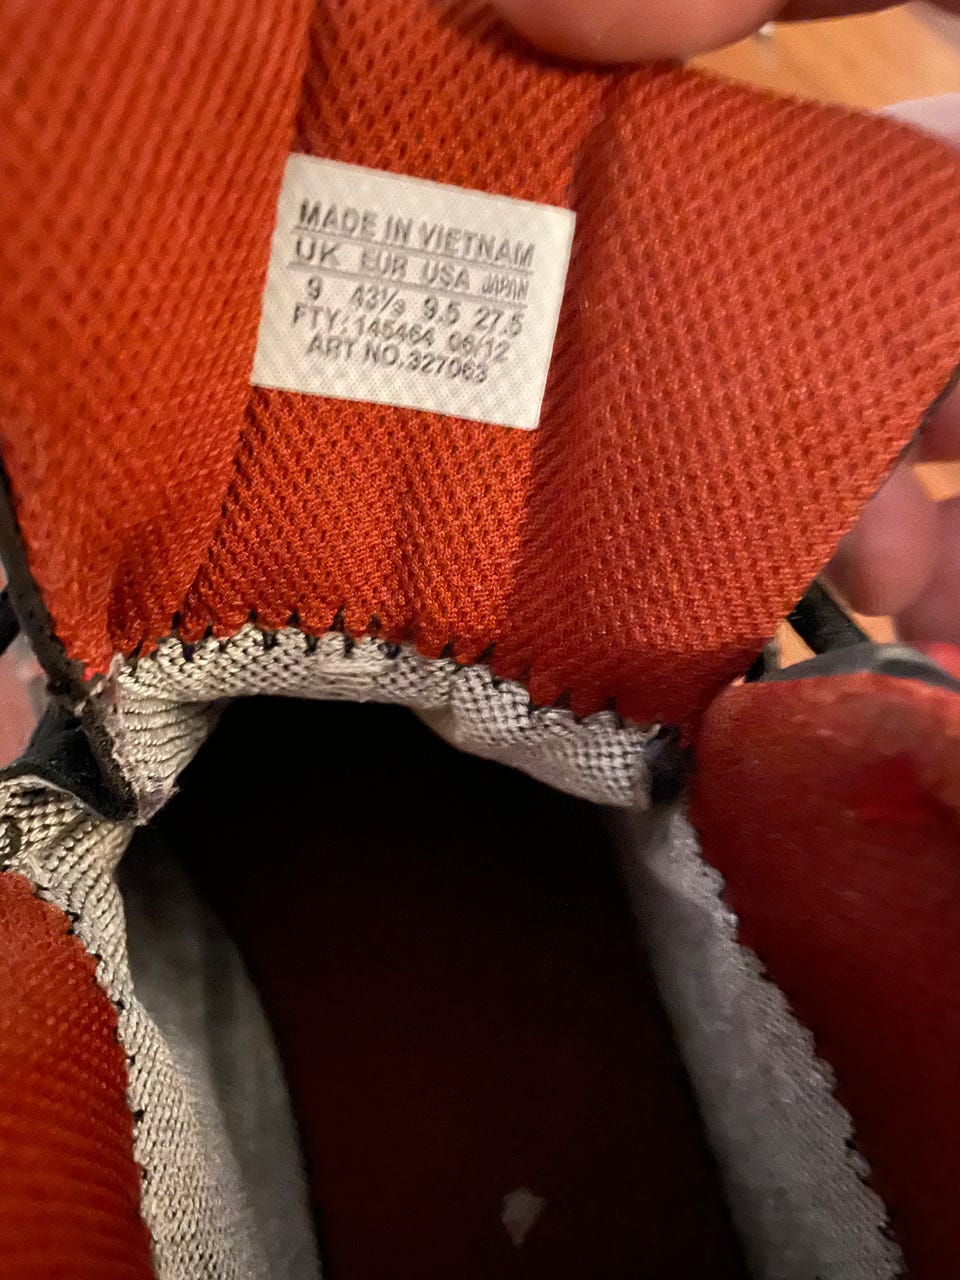 MADE IN VIETNAM
UK EUR USA JAPAN
9 43⅓ 9.5 27.5
FTY.:145464 06/12
ART NO.327063